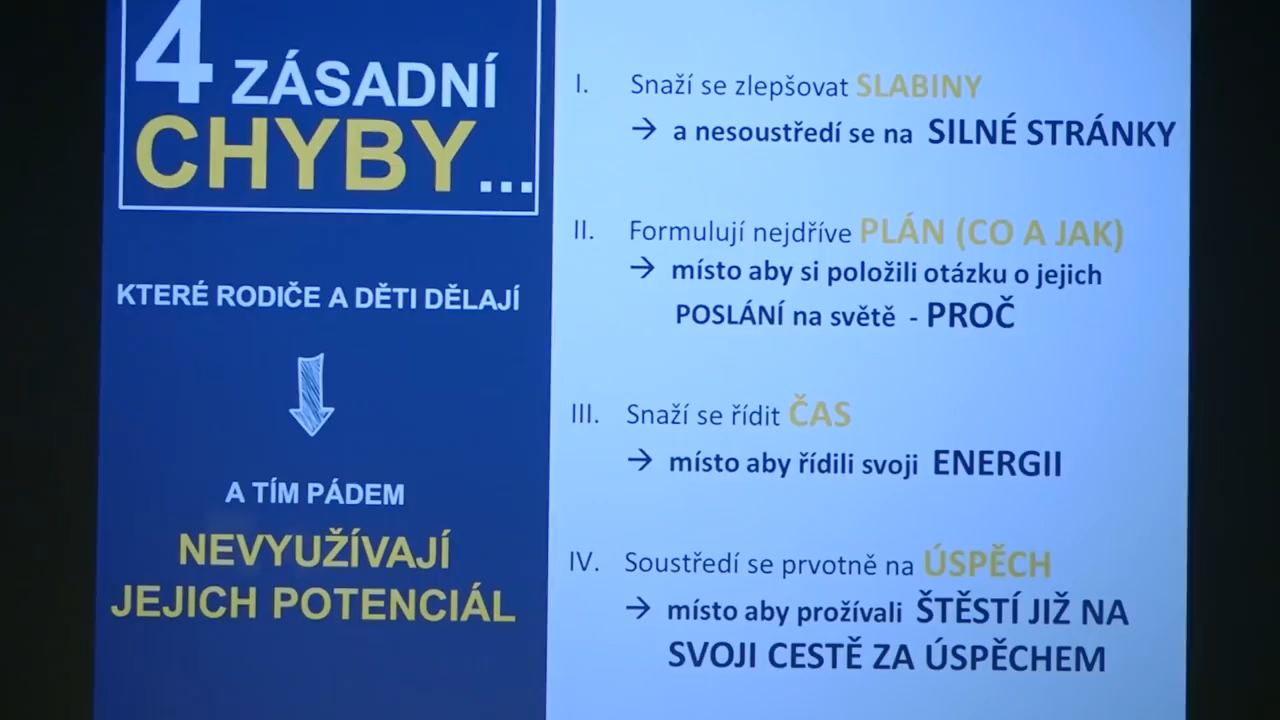 4 ZÁSADNÍ
CHYBY...
KTERÉ RODIČE A DĚTI DĚLAJÍ
A TÍM PÁDEM
NEVYUŽÍVAJÍ
JEJICH POTENCIÁL
I. Snaží se zlepšovat SLABINY
→ a nesoustředí se na SILNÉ STRÁNKY
II. Formulují nejdříve PLÁN (CO A JAK)
→ místo aby si položili otázku o jejich
POSLÁNÍ na světě - PROČ
III. Snaží se řídit ČAS
→ místo aby řídili svoji ENERGII
IV. Soustředí se prvotně na ÚSPĚCH
→ místo aby prožívali ŠTĚSTÍ JIŽ NA
SVOJI CESTĚ ZA ÚSPĚCHEM